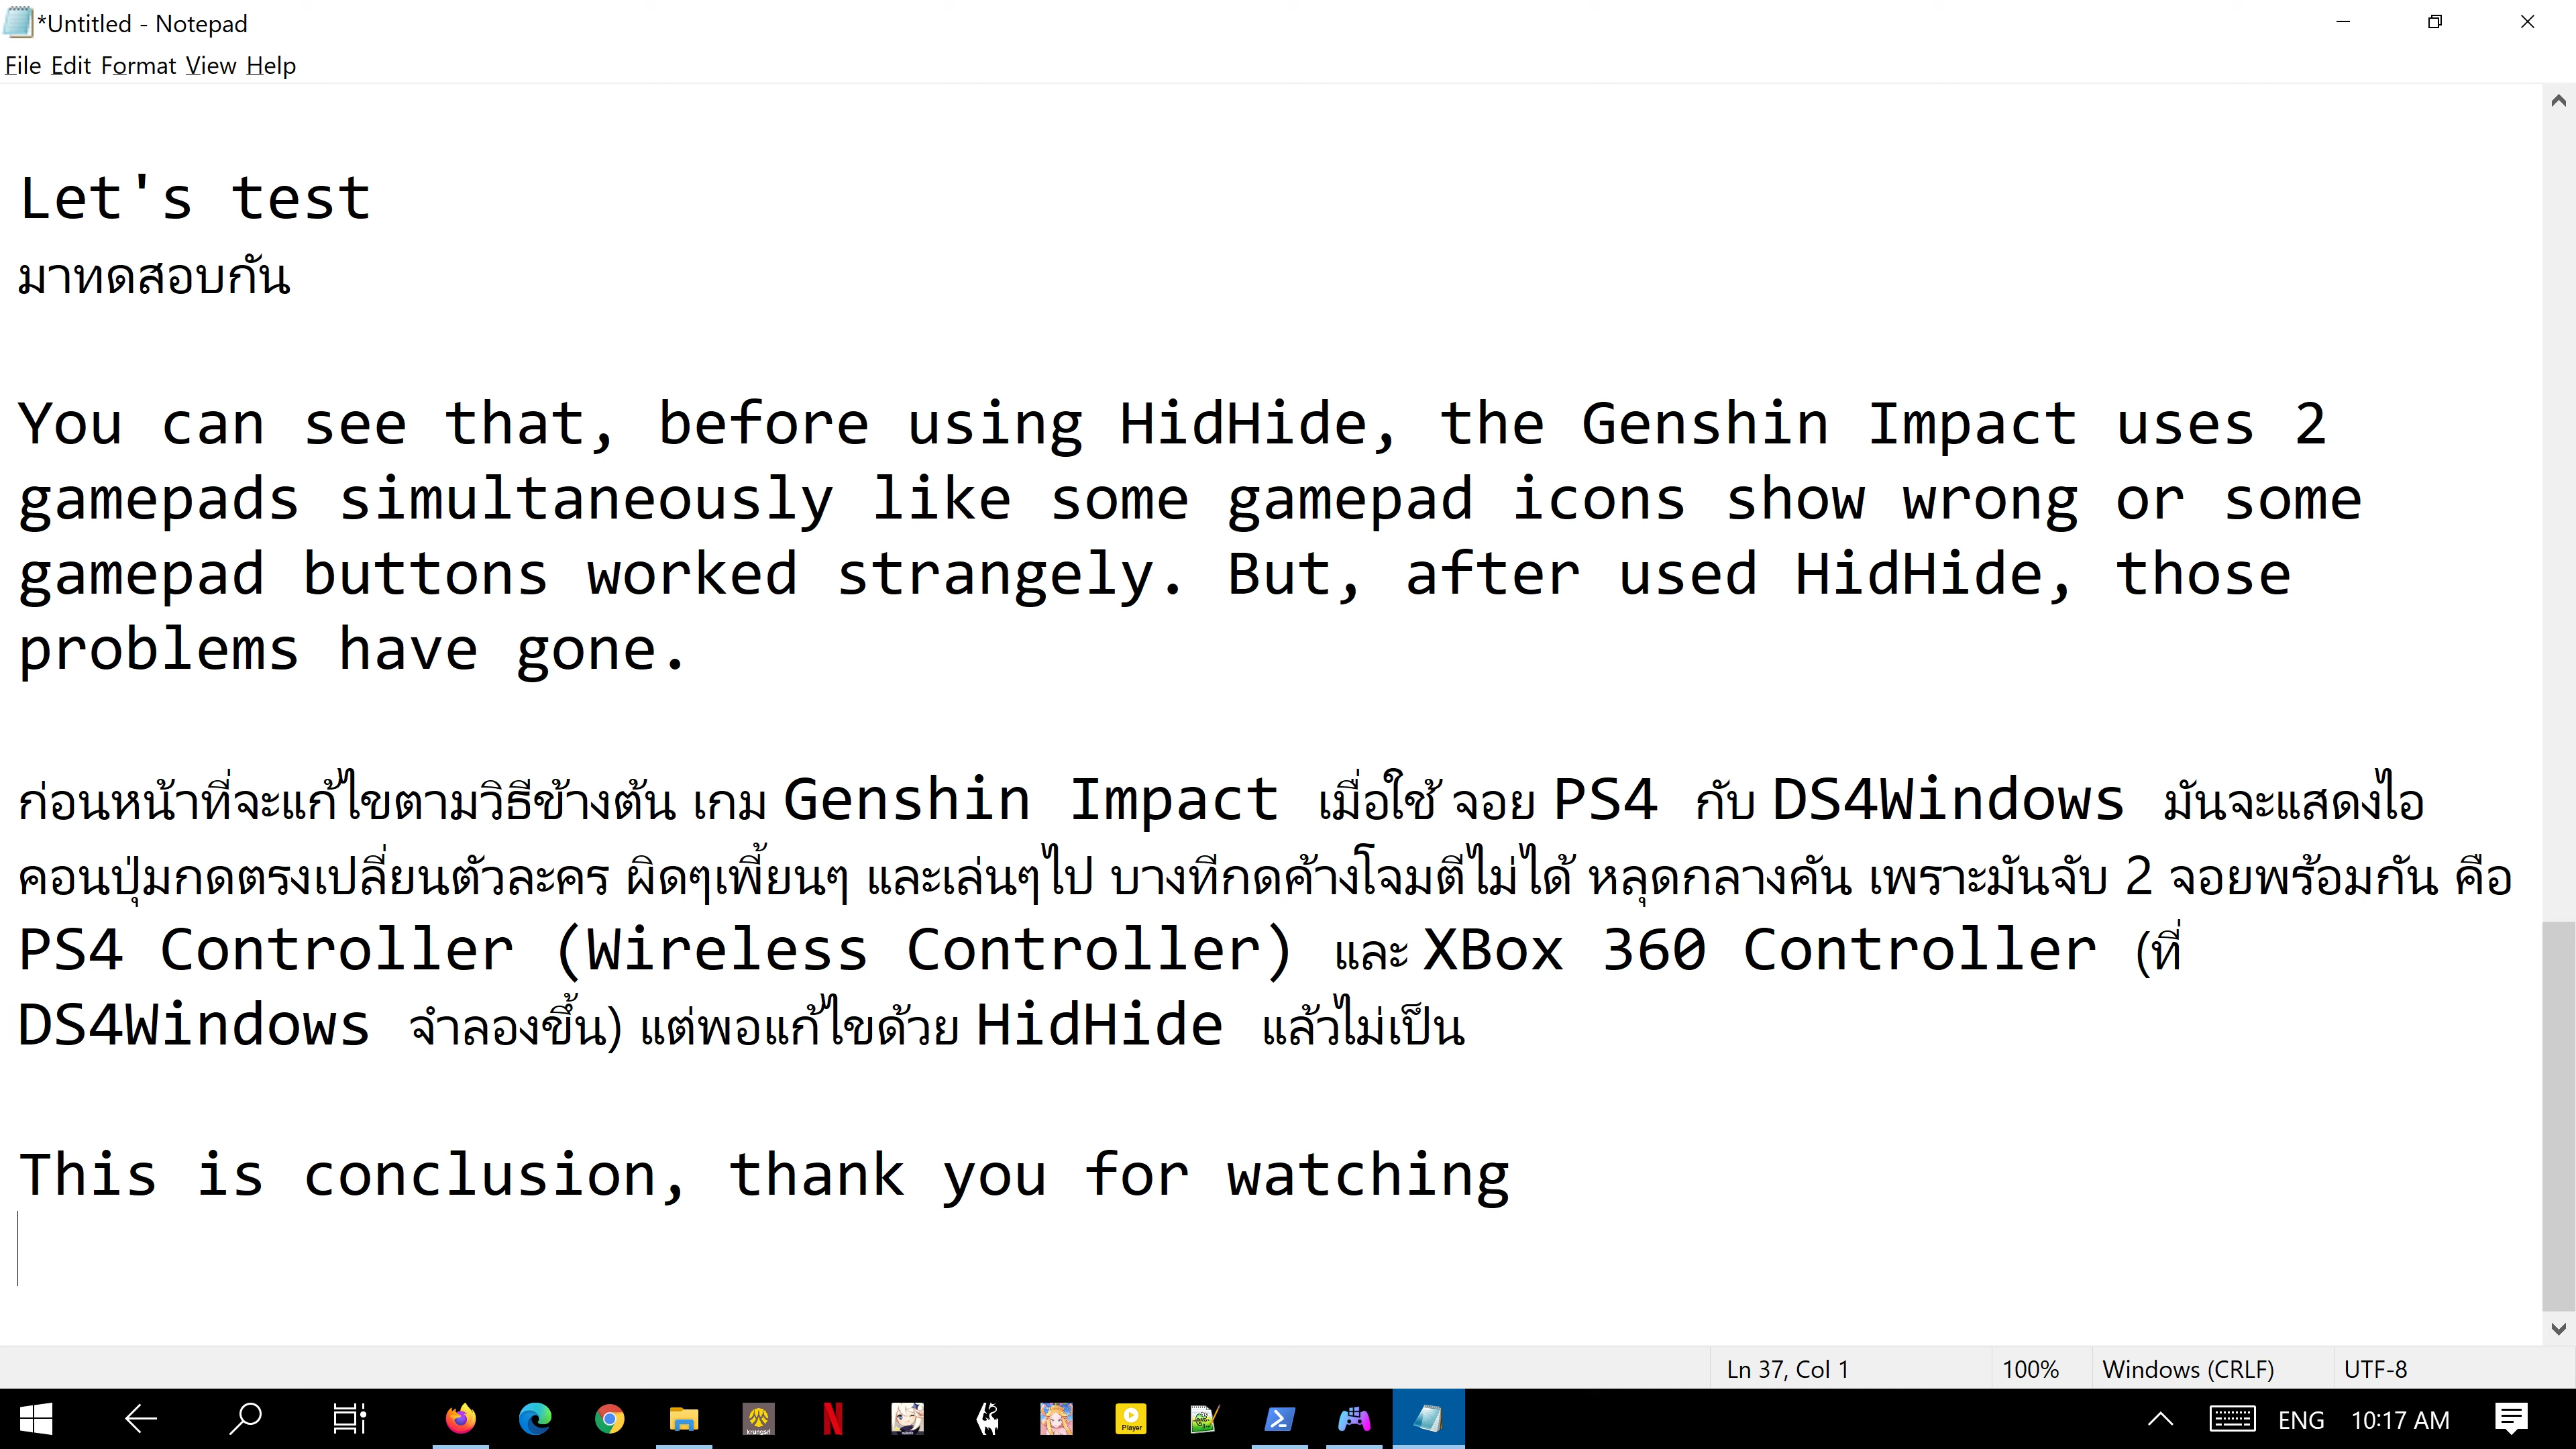 *Untitled - Notepad
File Edit Format View Help
Let's test
มาทดสอบกัน
You can see that, before using HidHide, the Genshin Impact uses 2
gamepads simultaneously like some gamepad icons show wrong or some
gamepad buttons worked strangely. But, after used HidHide, those
problems have gone.
ก่อนหน้าที่จะแก้ไขตามวิธีข้างต้น เกม Genshin Impact เมื่อใช้ จอย PS4 กับ DS4Windows มันจะแสดงไอ
คอนปุ่มกดตรงเปลี่ยนตัวละคร ผิดๆเพี้ยนๆ และเล่นๆไป บางทีกดค้างโจมตีไม่ได้ หลุดกลางคัน เพราะมันจับ 2 จอยพร้อมกัน คือ
PS4 Controller (Wireless Controller) และ XBox 360 Controller (ที่
DS4Windows จำลองขึ้น) แต่พอแก้ไขด้วย HidHide แล้วไม่เป็น
This is conclusion, thank you for watching
Ln 37, Col 1 100% Windows (CRLF) UTF-8
krungsri Player ENG 10:17 AM